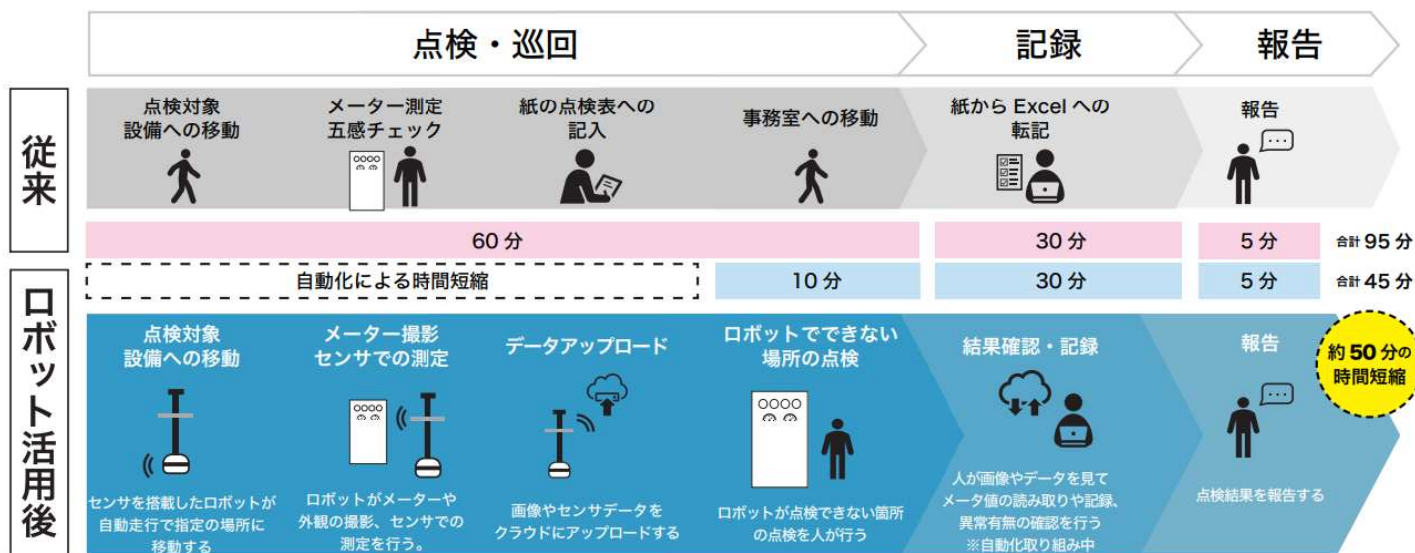 点検・巡回
記録
報告
従来
点検対象
設備への移動
メーター測定
五感チェック
紙の点検表への
記入
事務室への移動
紙から Excel への
転記
報告
60 分
30 分
5 分
合計 95 分
自動化による時間短縮
10 分
30 分
5 分
合計 45 分
ロボット活用後
点検対象
設備への移動
メーター撮影
センサでの測定
データアップロード
ロボットでできない
場所の点検
結果確認・記録
報告
約 50 分の
時間短縮
センサを搭載したロボットが
自動走行で指定の場所に
移動する
ロボットがメーターや
外観の撮影、センサでの
測定を行う。
画像やセンサデータを
クラウドにアップロードする
ロボットが点検できない箇所
の点検を人が行う
人が画像やデータを見て
メータ値の読み取りや記録、
異常有無の確認を行う
※自動化取り組み中
点検結果を報告する